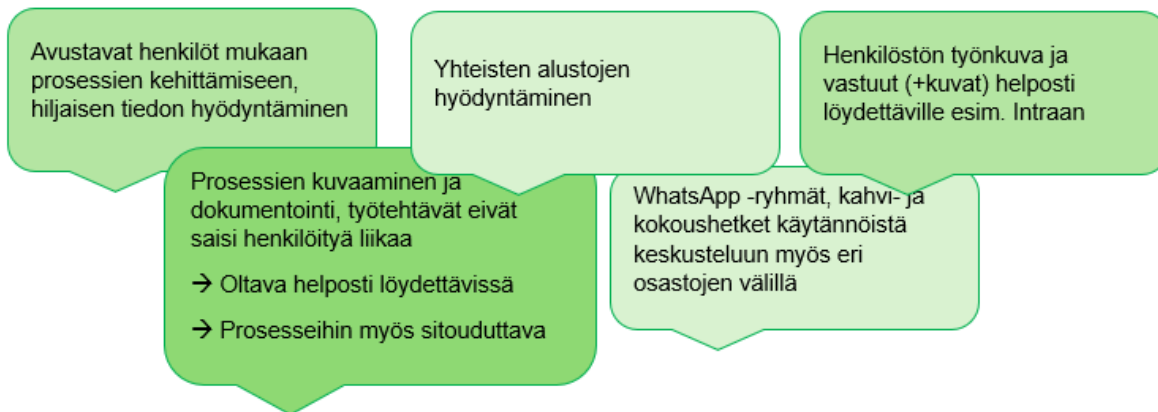 Avustavat henkilöt mukaan
prosessien kehittämiseen,
hiljaisen tiedon hyödyntäminen
Yhteisten alustojen
hyödyntäminen
Henkilöstön työnkuva ja
vastuut (+kuvat) helposti
löydettäville esim. Intraan
Prosessien kuvaaminen ja
dokumentointi, työtehtävät eivät
saisi henkilöityä liikaa
→ Oltava helposti löydettävissä
→ Prosesseihin myös sitouduttava
WhatsApp -ryhmät, kahvi- ja
kokoushetket käytännöistä
keskusteluun myös eri
osastojen välillä